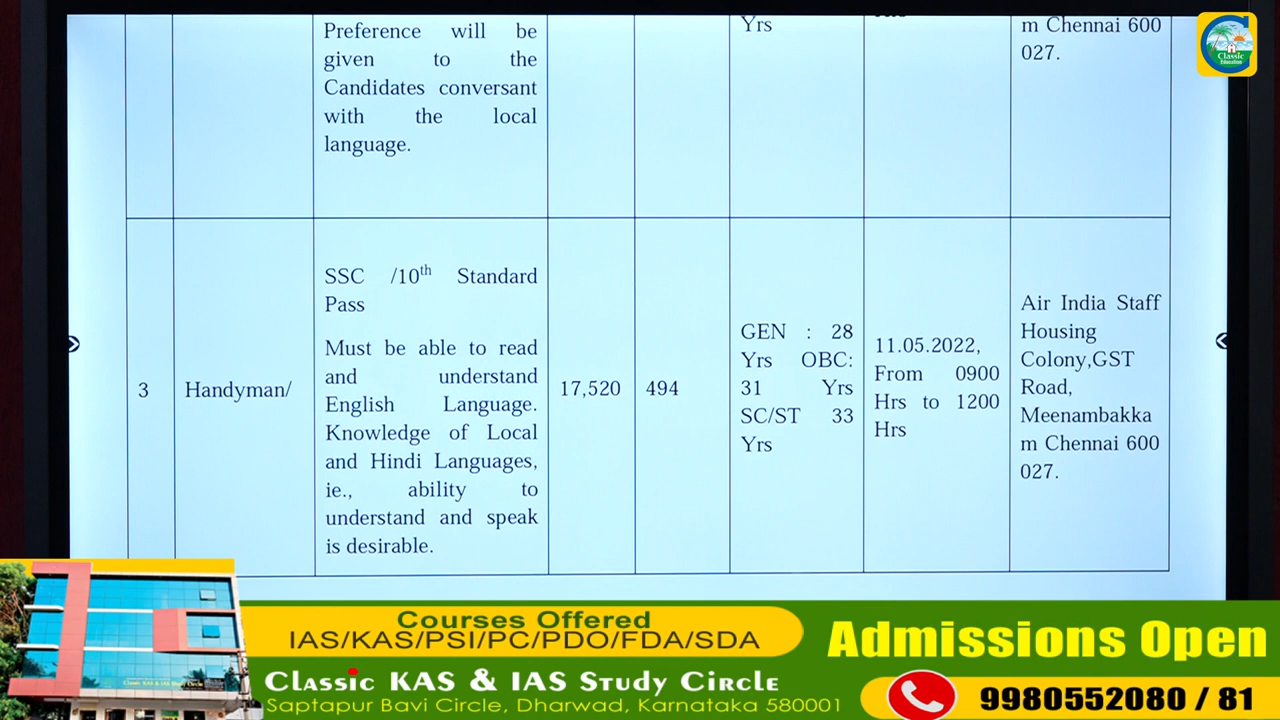 Preference will be
given to the
Candidates conversant
with the local
language.
Yrs
m Chennai 600
027.
Classic
Education
3
Handyman/
SSC /10th Standard
Pass
Must be able to read
and understand
English Language.
Knowledge of Local
and Hindi Languages,
ie., ability to
understand and speak
is desirable.
17,520
494
GEN : 28
Yrs OBC:
31 Yrs
SC/ST 33
Yrs
11.05.2022,
From 0900
Hrs to 1200
Hrs
Air India Staff
Housing
Colony,GST
Road,
Meenambakka
m Chennai 600
027.
Courses Offered
IAS/KAS/PSI/PC/PDO/FDA/SDA
Classic KAS & IAS Study Circle
Saptapur Bavi Circle, Dharwad, Karnataka 580001
Admissions Open
9980552080 / 81